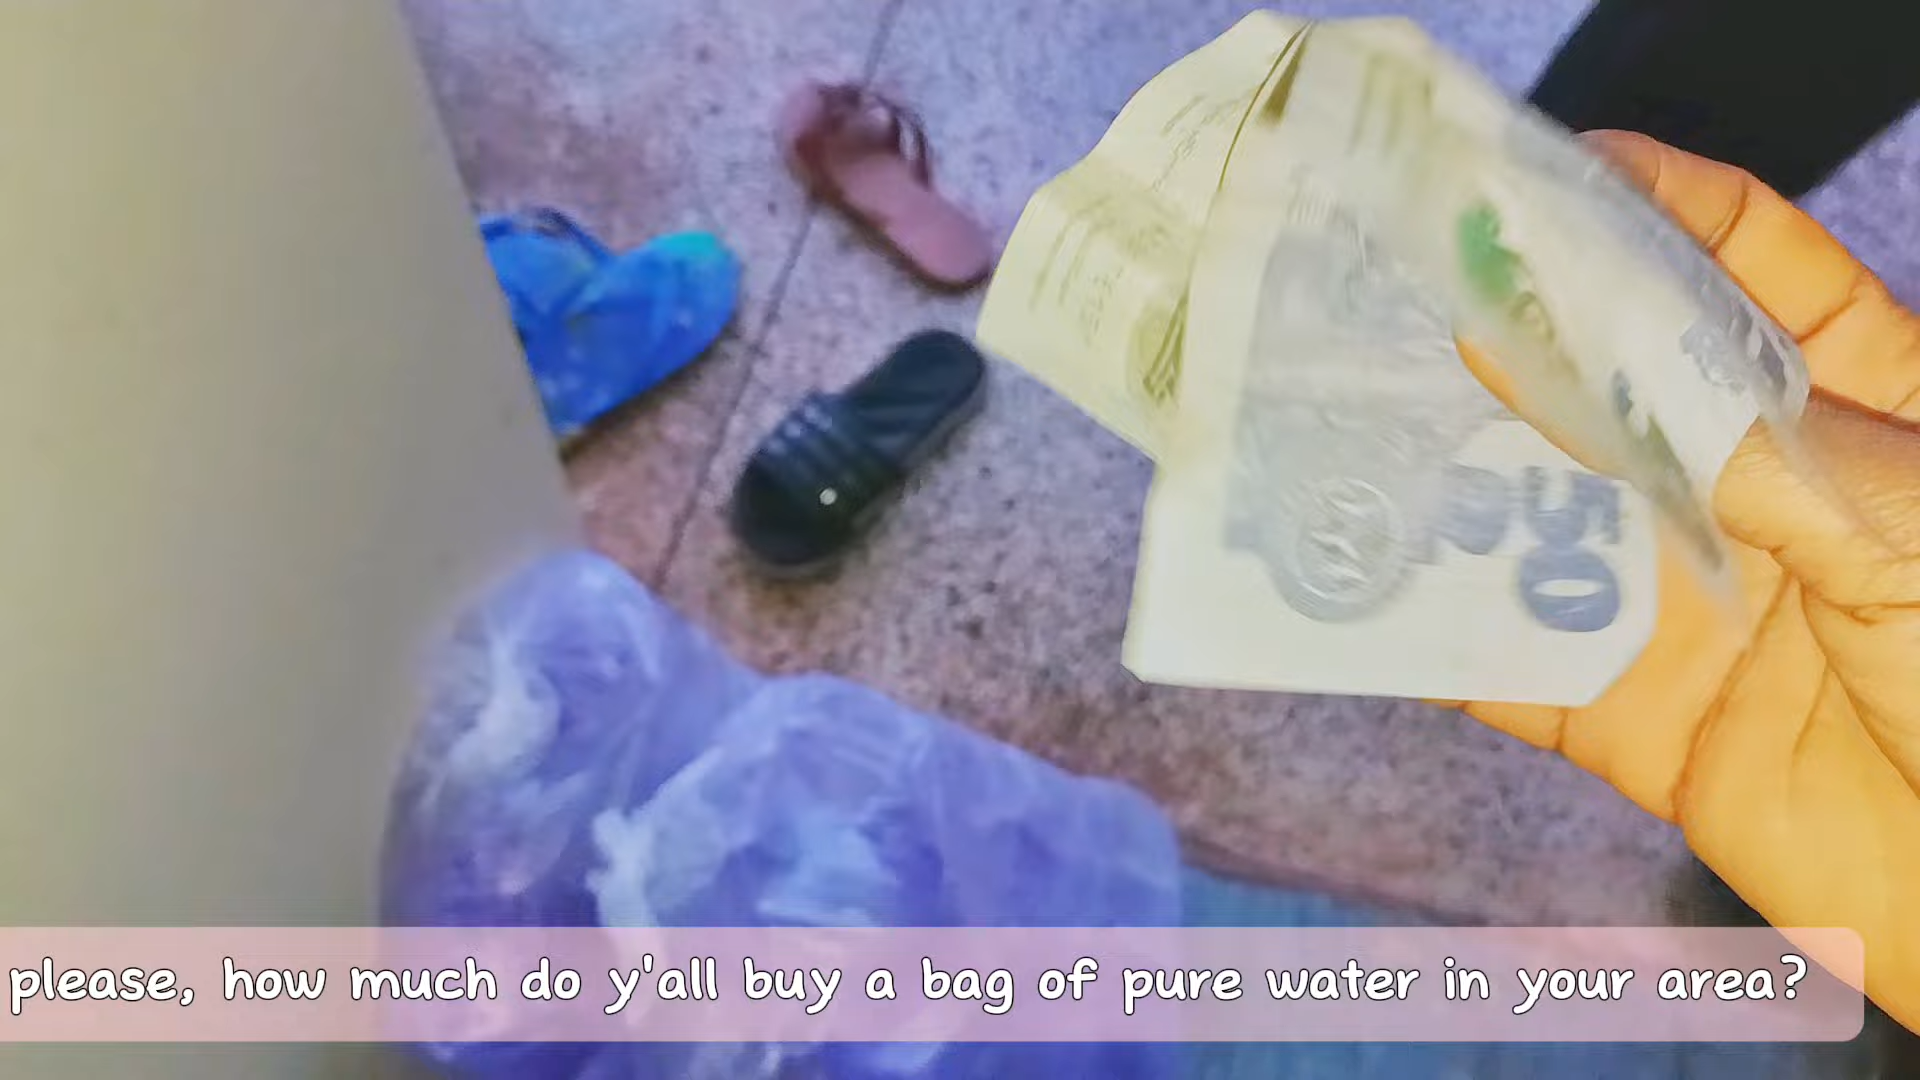 50
please, how much do y'all buy a bag of pure water in your area?